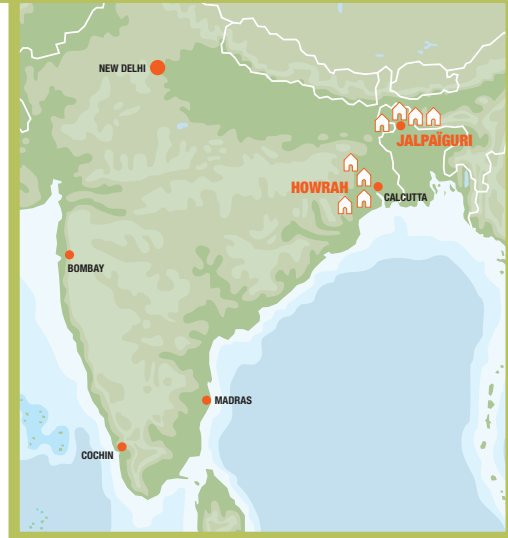 NEW DELHI
JALPAÏGURI
HOWRAH
CALCUTTA
BOMBAY
MADRAS
COCHIN